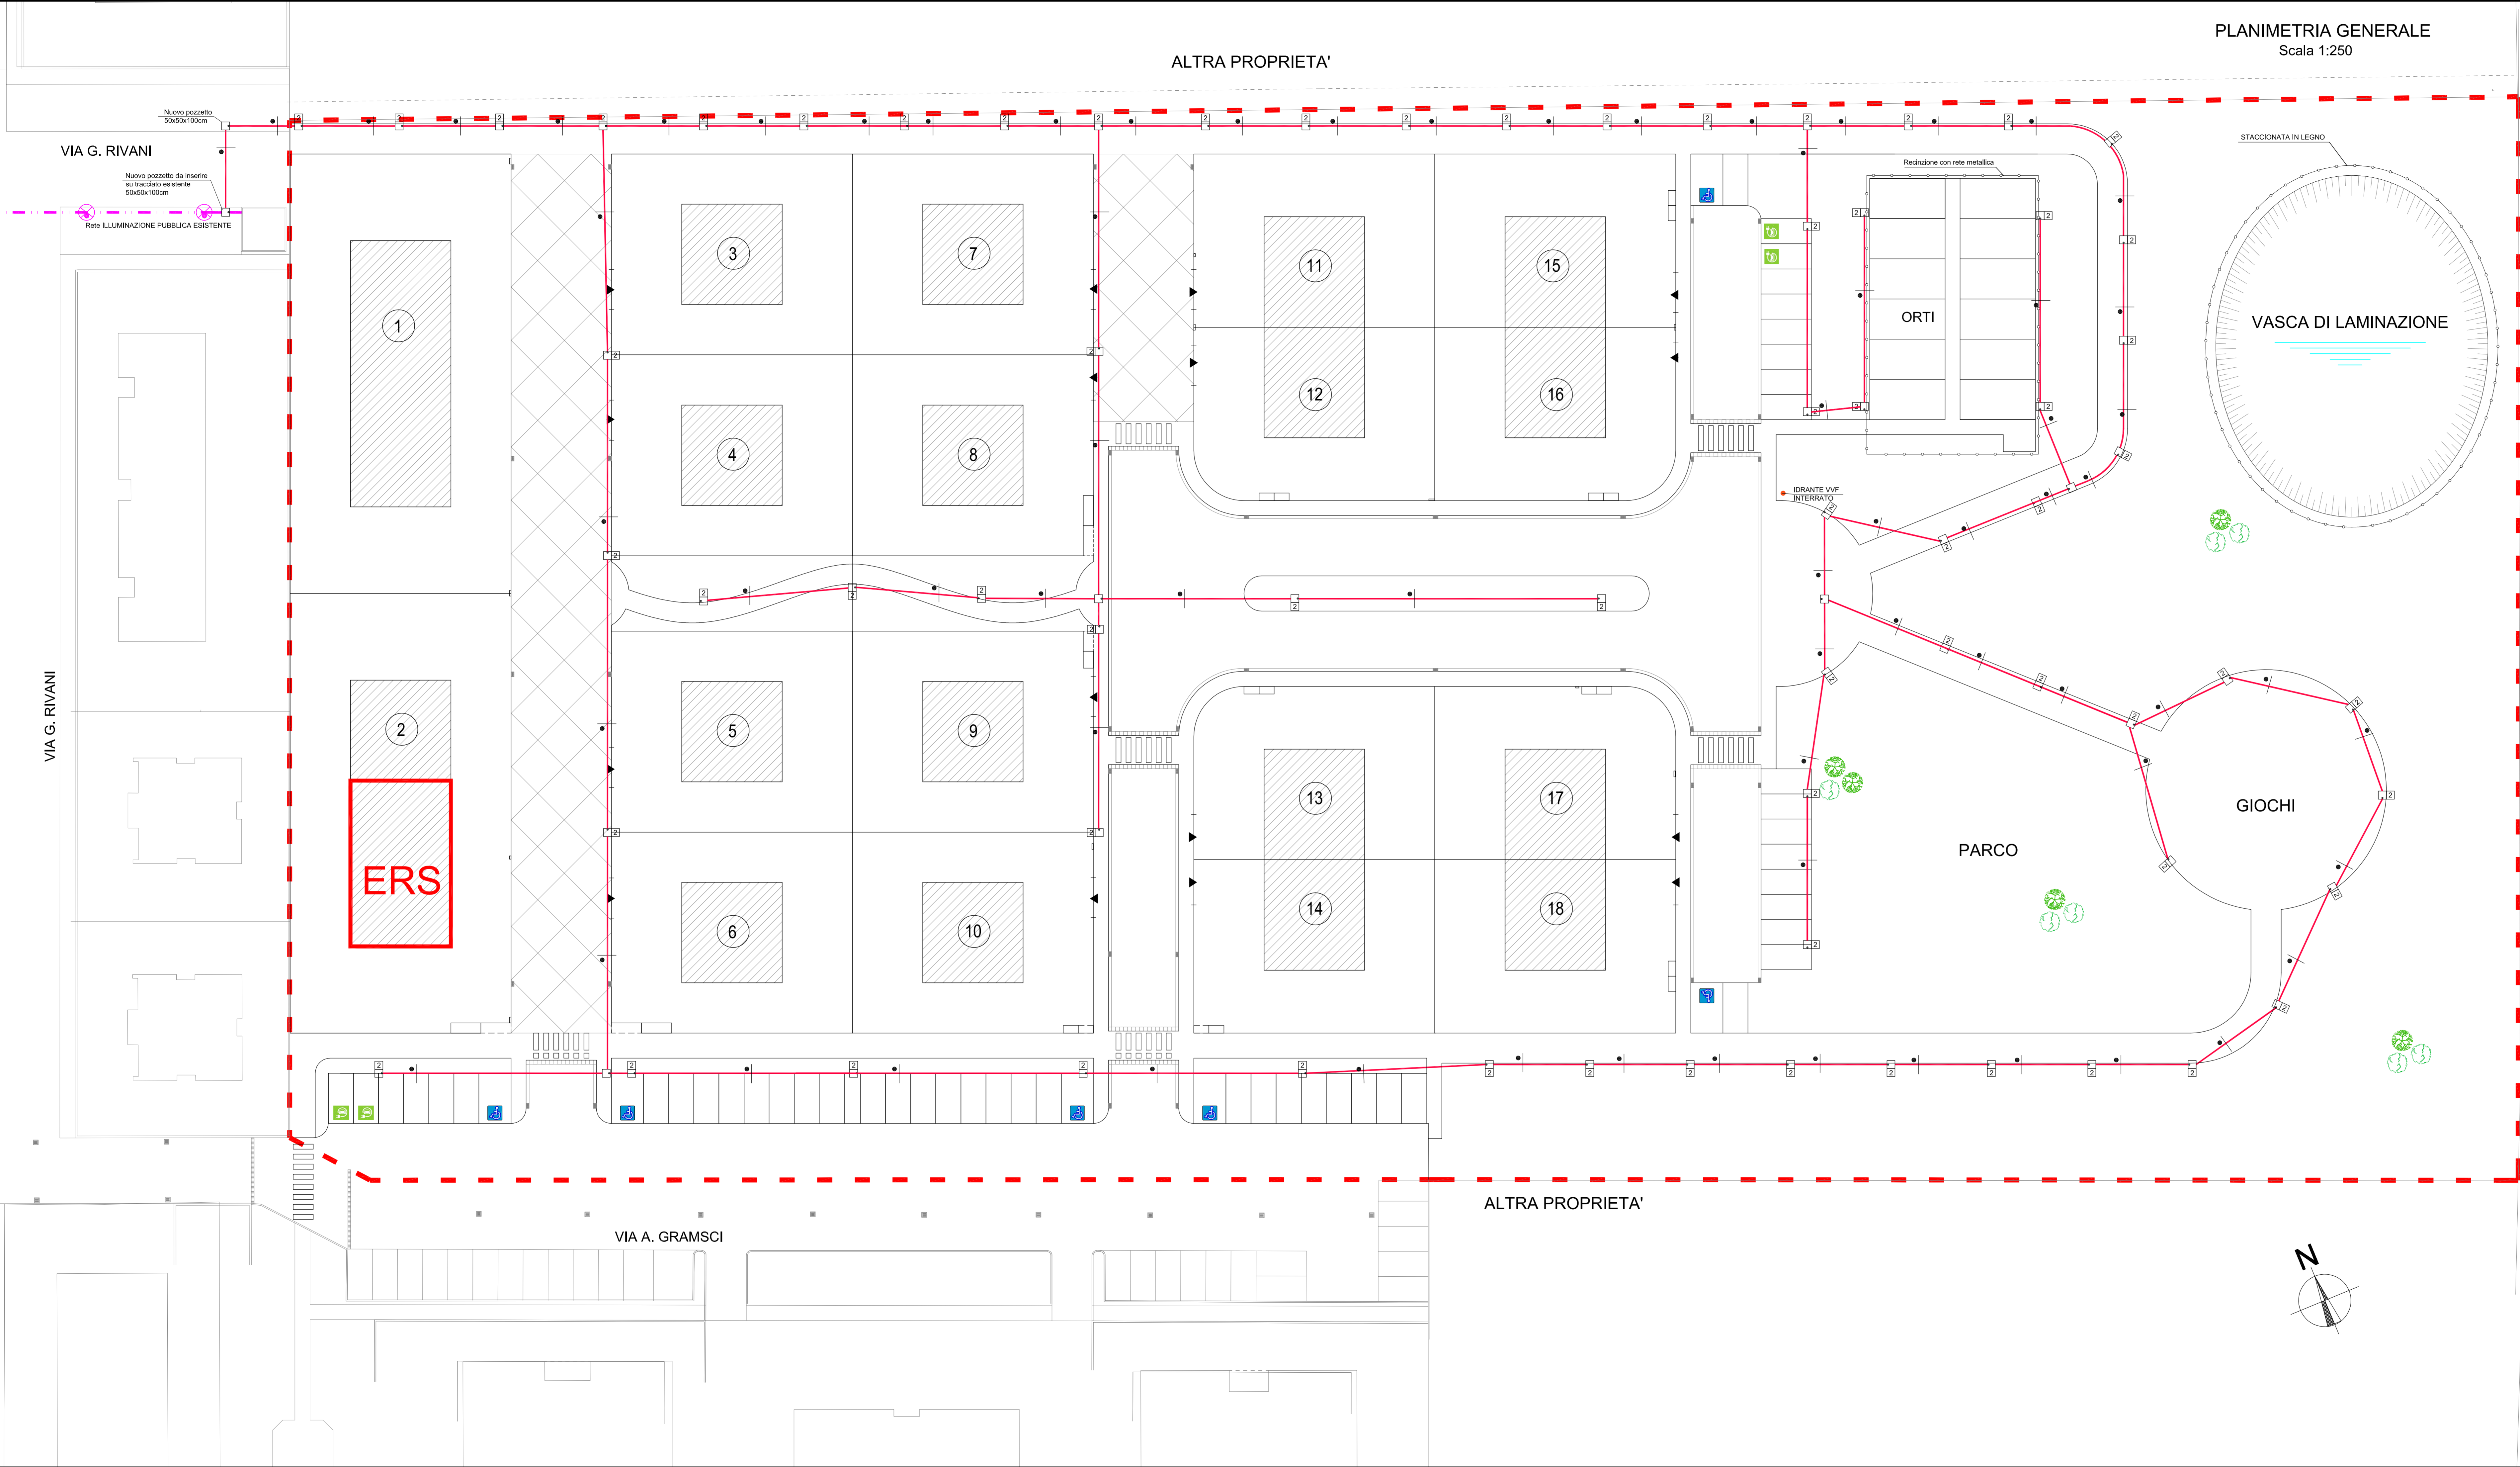 PLANIMETRIA GENERALE
Scala 1:250
ALTRA PROPRIETA'
Nuovo pozzetto
50x50x100cm
VIA G. RIVANI
Nuovo pozzetto da inserire
su tracciato esistente
50x50x100cm
Rete ILLUMINAZIONE PUBBLICA ESISTENTE
STACCIONATA IN LEGNO
Recinzione con rete metallica
1
3
7
11
15
ORTI
VASCA DI LAMINAZIONE
12
16
4
8
IDRANTE VVF
INTERRATO
VIA G. RIVANI
2
5
9
13
17
GIOCHI
PARCO
ERS
6
10
14
18
ALTRA PROPRIETA'
VIA A. GRAMSCI
N